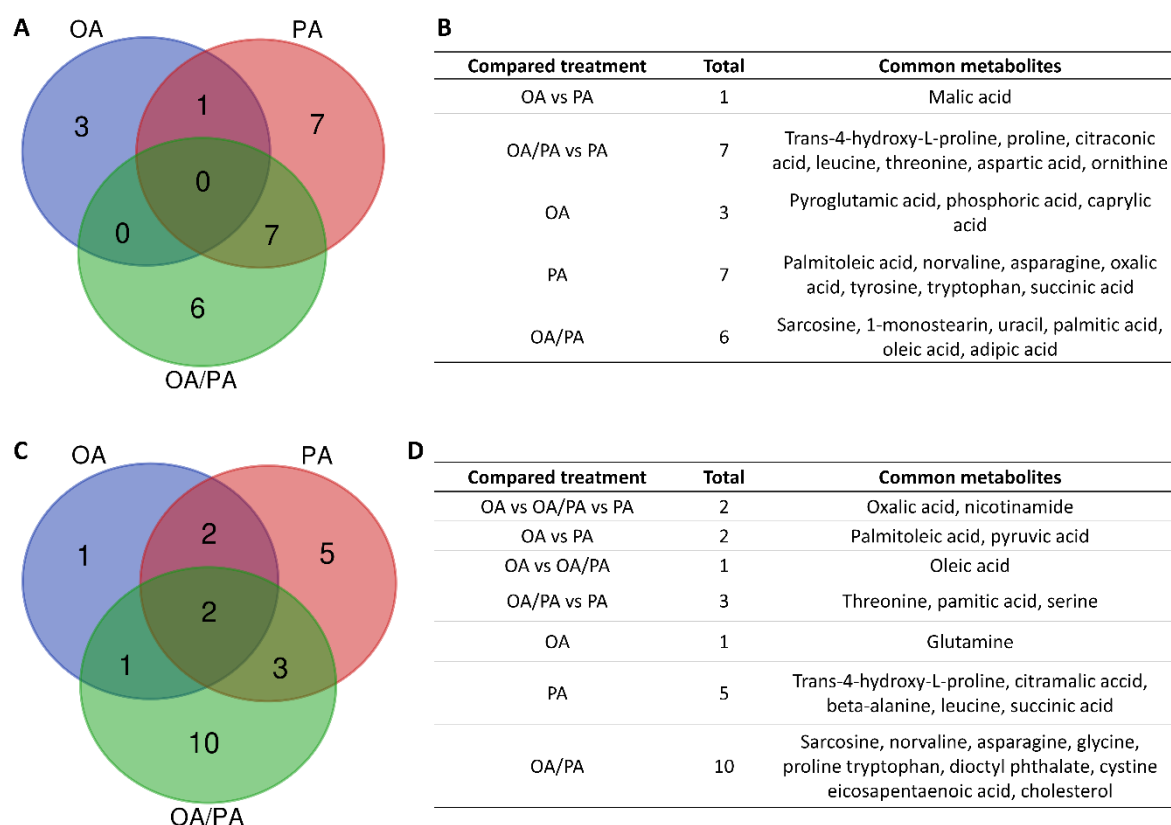 A
OA
PA
3
1
7
0
0
7
6
OA/PA
B
Compared treatment Total Common metabolites
OA vs PA 1 Malic acid
OA/PA vs PA 7 Trans-4-hydroxy-L-proline, proline, citraconic
acid, leucine, threonine, aspartic acid, ornithine
OA 3 Pyroglutamic acid, phosphoric acid, caprylic
acid
PA 7 Palmitoleic acid, norvaline, asparagine, oxalic
acid, tyrosine, tryptophan, succinic acid
OA/PA 6 Sarcosine, 1-monostearin, uracil, palmitic acid,
oleic acid, adipic acid
C
OA
PA
1
2
5
2
1
3
10
OA/PA
D
Compared treatment Total Common metabolites
OA vs OA/PA vs PA 2 Oxalic acid, nicotinamide
OA vs PA 2 Palmitoleic acid, pyruvic acid
OA vs OA/PA 1 Oleic acid
OA/PA vs PA 3 Threonine, pamitic acid, serine
OA 1 Glutamine
PA 5 Trans-4-hydroxy-L-proline, citramalic accid,
beta-alanine, leucine, succinic acid
OA/PA 10 Sarcosine, norvaline, asparagine, glycine,
proline tryptophan, dioctyl phthalate, cystine
eicosapentaenoic acid, cholesterol